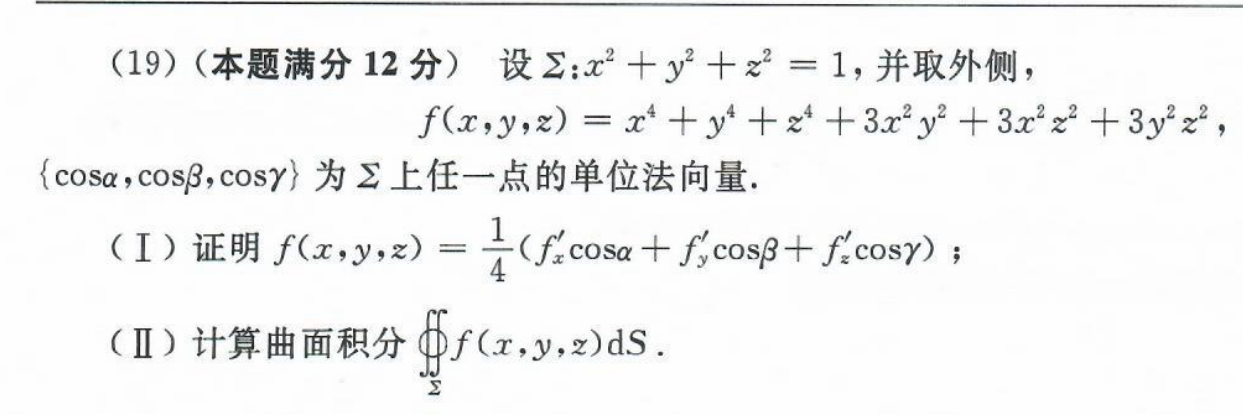 (19)(本题满分 12 分) 设 Σ:x² + y² + z² = 1, 并取外侧,
f(x,y,z) = x⁴ + y⁴ + z⁴ + 3x²y² + 3x²z² + 3y²z²,
{cosα,cosβ,cosγ} 为 Σ 上任一点的单位法向量.
(Ⅰ) 证明 f(x,y,z) = 1/4 (f′ₓcosα + f′ᵧcosβ + f′_z cosγ) ;
(Ⅱ) 计算曲面积分 ∯_Σ f(x,y,z)dS .